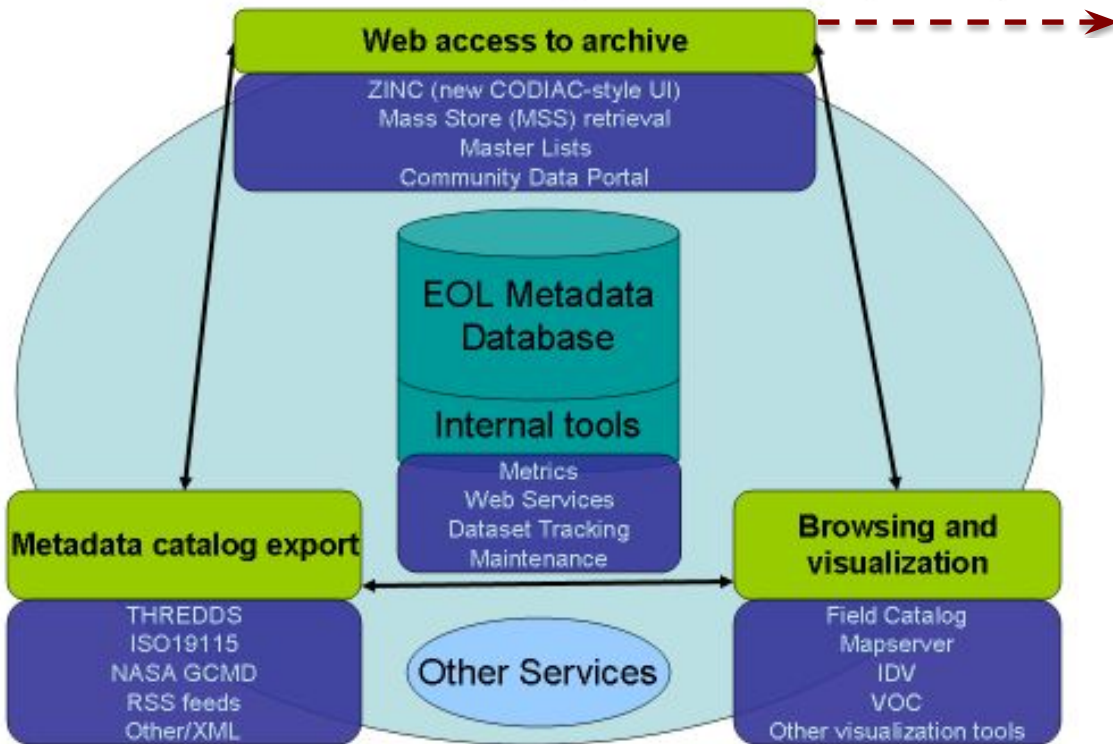 Web access to archive
ZINC (new CODIAC-style UI)
Mass Store (MSS) retrieval
Master Lists
Community Data Portal
EOL Metadata
Database
Internal tools
Metrics
Web Services
Dataset Tracking
Maintenance
Metadata catalog export
THREDDS
ISO19115
NASA GCMD
RSS feeds
Other/XML
Browsing and
visualization
Field Catalog
Mapserver
IDV
VOC
Other visualization tools
Other Services